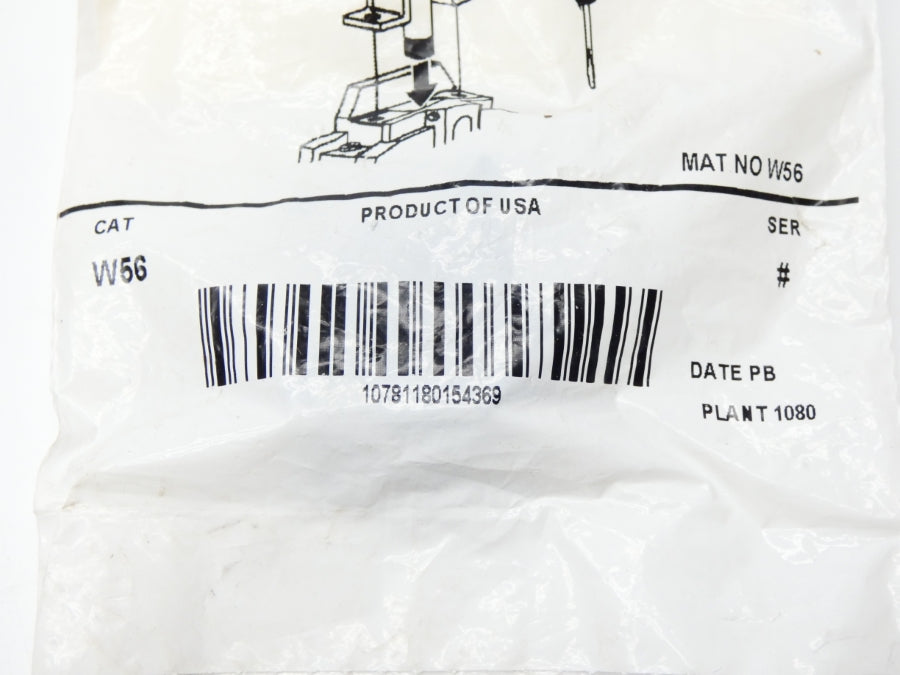 MAT NO W56
CAT
PRODUCT OF USA
SER
W56
#
10781180154369
DATE PB
PLANT 1080